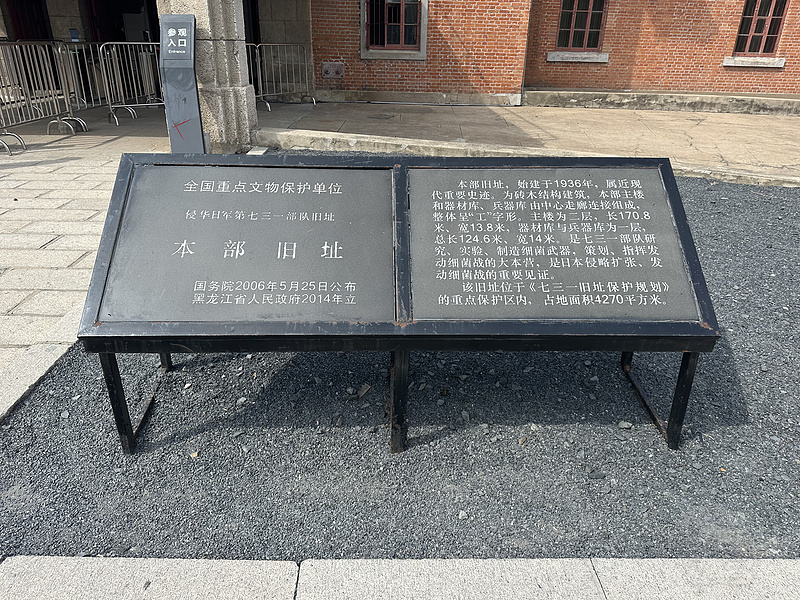 参观
入口
Entrance
全国重点文物保护单位
侵华日军第七三一部队旧址
本部旧址
国务院2006年5月25日公布
黑龙江省人民政府2014年立
本部旧址，始建于1936年，属近现
代重要史迹。为砖木结构建筑，本部主楼
和器材库、兵器库由中心走廊连接组成，
整体呈“工”字形。主楼为二层，长170.8
米、宽13.8米，器材库与兵器库为一层，
总长124.6米、宽14米。是七三一部队研
究、实验、制造细菌武器，策划、指挥发
动细菌战的大本营，是日本侵略扩张、发
动细菌战的重要见证。
该旧址位于《七三一旧址保护规划》
的重点保护区内，占地面积4270平方米。